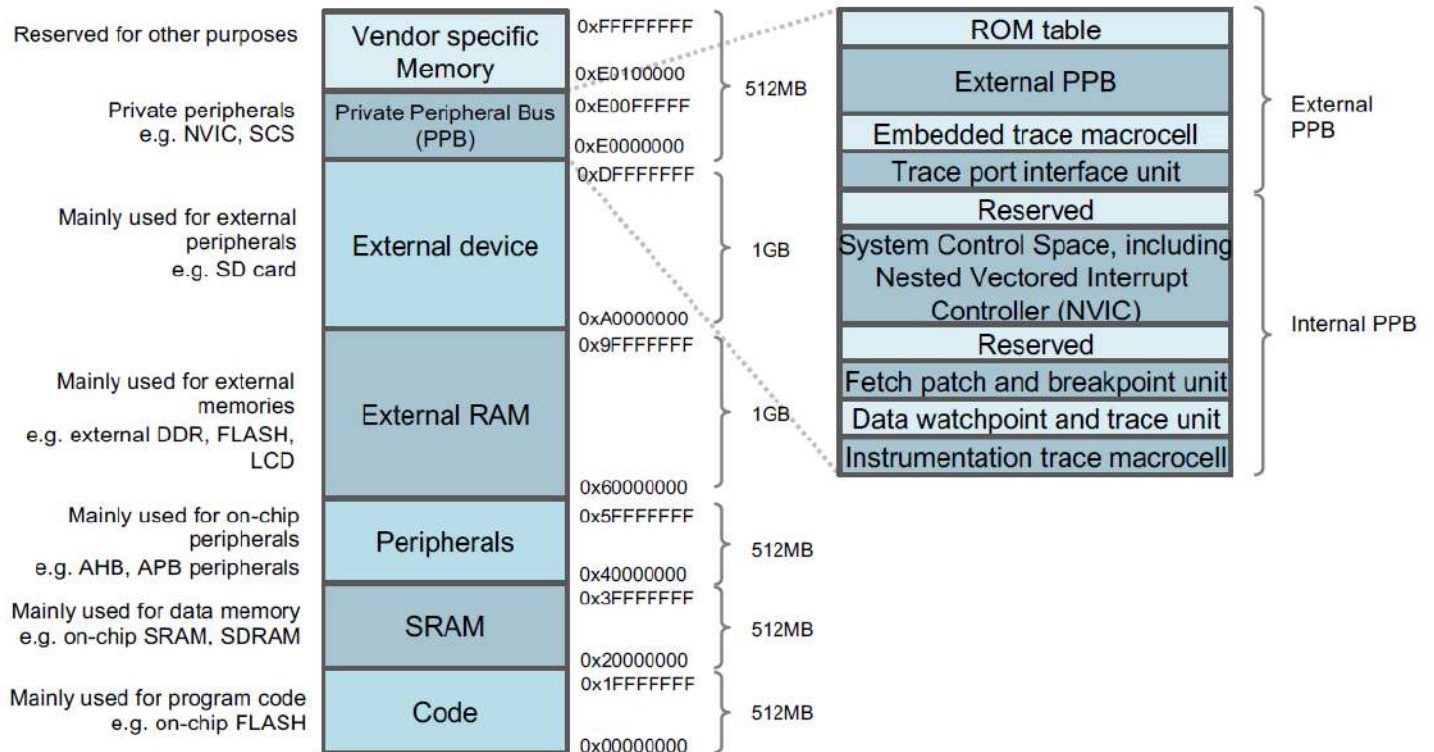 Reserved for other purposes
Private peripherals
e.g. NVIC, SCS
Mainly used for external
peripherals
e.g. SD card
Mainly used for external
memories
e.g. external DDR, FLASH,
LCD
Mainly used for on-chip
peripherals
e.g. AHB, APB peripherals
Mainly used for data memory
e.g. on-chip SRAM, SDRAM
Mainly used for program code
e.g. on-chip FLASH
Vendor specific
Memory
Private Peripheral Bus
(PPB)
External device
External RAM
Peripherals
SRAM
Code
0xFFFFFFFF
0xE0100000
0xE00FFFFF
0xE0000000
0xDFFFFFFF
0xA0000000
0x9FFFFFFF
0x60000000
0x5FFFFFFF
0x40000000
0x3FFFFFFF
0x20000000
0x1FFFFFFF
0x00000000
512MB
1GB
1GB
512MB
512MB
512MB
ROM table
External PPB
Embedded trace macrocell
Trace port interface unit
Reserved
System Control Space, including
Nested Vectored Interrupt
Controller (NVIC)
Reserved
Fetch patch and breakpoint unit
Data watchpoint and trace unit
Instrumentation trace macrocell
External
PPB
Internal PPB